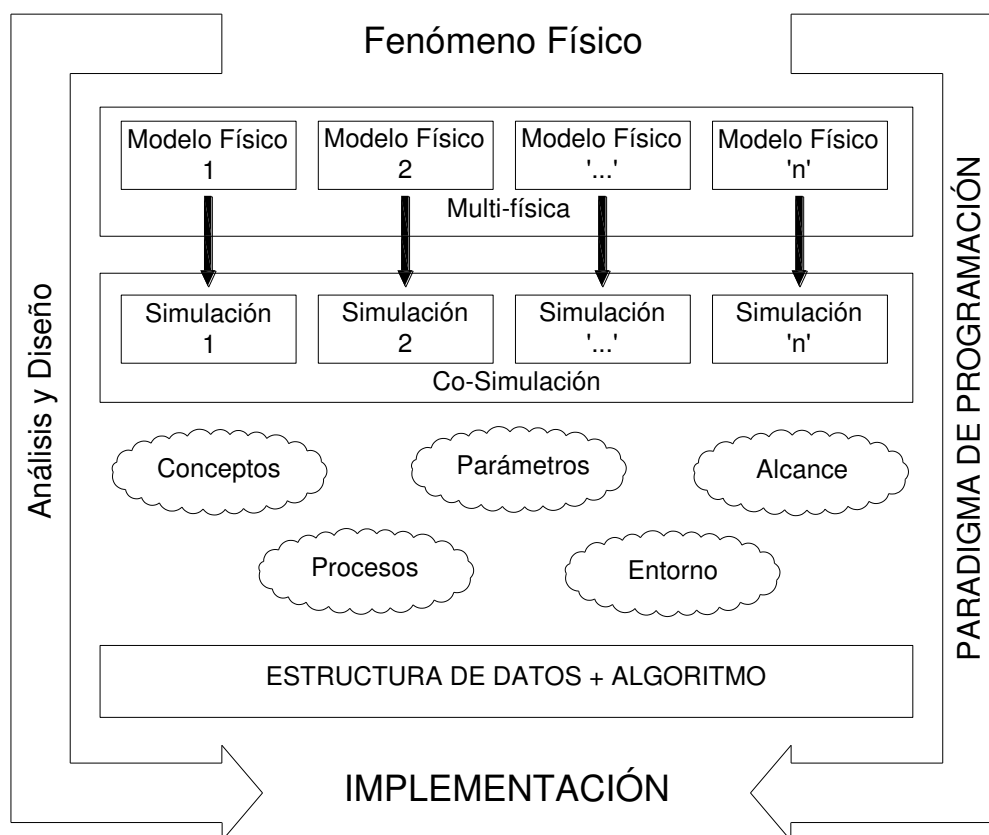 Fenómeno Físico
Modelo Físico
1
Modelo Físico
2
Modelo Físico
'...'
Modelo Físico
'n'
Multi-física
Simulación
1
Simulación
2
Simulación
'...'
Simulación
'n'
Co-Simulación
Conceptos
Parámetros
Alcance
Procesos
Entorno
ESTRUCTURA DE DATOS + ALGORITMO
IMPLEMENTACIÓN
Análisis y Diseño
PARADIGMA DE PROGRAMACIÓN